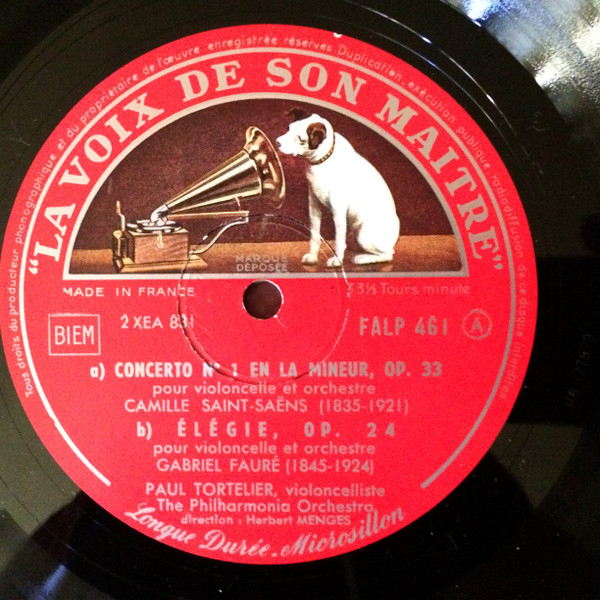 Tous droits du producteur phonographique et du propriétaire de l'œuvre enregistrée réservés - Duplication, exécution publique, radiodiffusion de ce disque interdites
"LA VOIX DE SON MAITRE"
MARQUE DÉPOSÉE
MADE IN FRANCE
33⅓ Tours minute
BIEM
2 XEA 831
FALP 461 A
a) CONCERTO N° 1 EN LA MINEUR, OP. 33
pour violoncelle et orchestre
CAMILLE SAINT-SAËNS (1835-1921)
b) ÉLÉGIE, OP. 24
pour violoncelle et orchestre
GABRIEL FAURÉ (1845-1924)
PAUL TORTELIER, violoncelliste
The Philharmonia Orchestra
direction : Herbert MENGES
Longue Durée - Microsillon